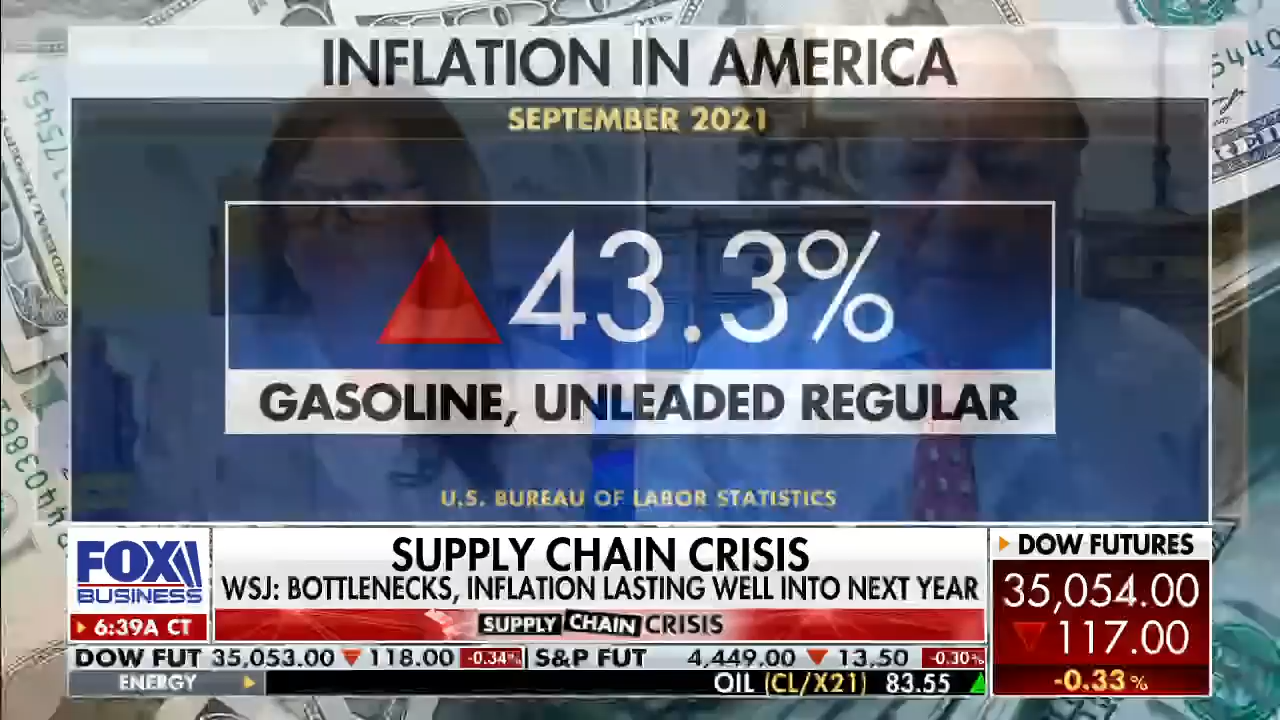 INFLATION IN AMERICA
SEPTEMBER 2021
43.3%
GASOLINE, UNLEADED REGULAR
U.S. BUREAU OF LABOR STATISTICS
FOX
BUSINESS
6:39A CT
SUPPLY CHAIN CRISIS
WSJ: BOTTLENECKS, INFLATION LASTING WELL INTO NEXT YEAR
SUPPLY CHAIN CRISIS
DOW FUTURES
35,054.00
117.00
-0.33%
DOW FUT 35,053.00 118.00 -0.34% S&P FUT 4,449.00 13.50 -0.30%
ENERGY
OIL (CL/X21) 83.55